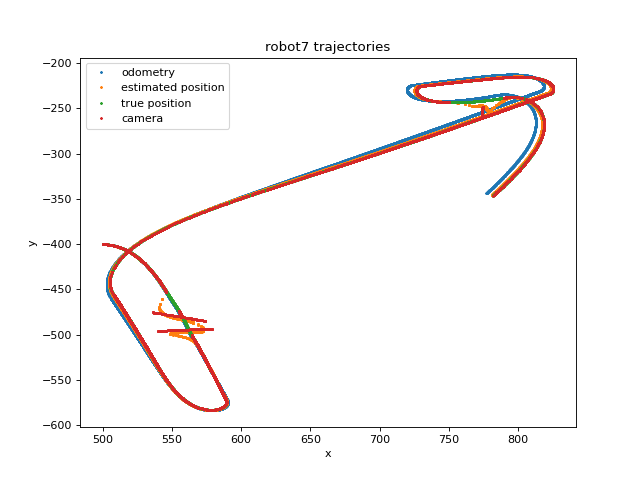 robot7 trajectories
odometry
estimated position
true position
camera
−200
−250
−300
−350
−400
−450
−500
−550
−600
y
500 550 600 650 700 750 800
x